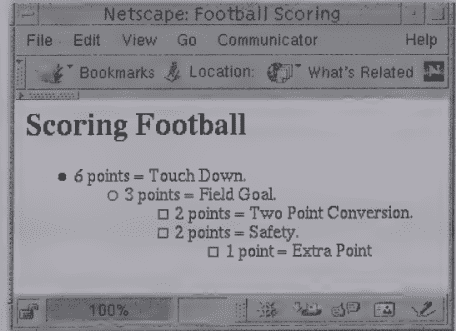 Netscape: Football Scoring
File Edit View Go Communicator Help
Bookmarks Location: What's Related N
Scoring Football
6 points = Touch Down.
3 points = Field Goal.
2 points = Two Point Conversion.
2 points = Safety.
1 point = Extra Point
100%